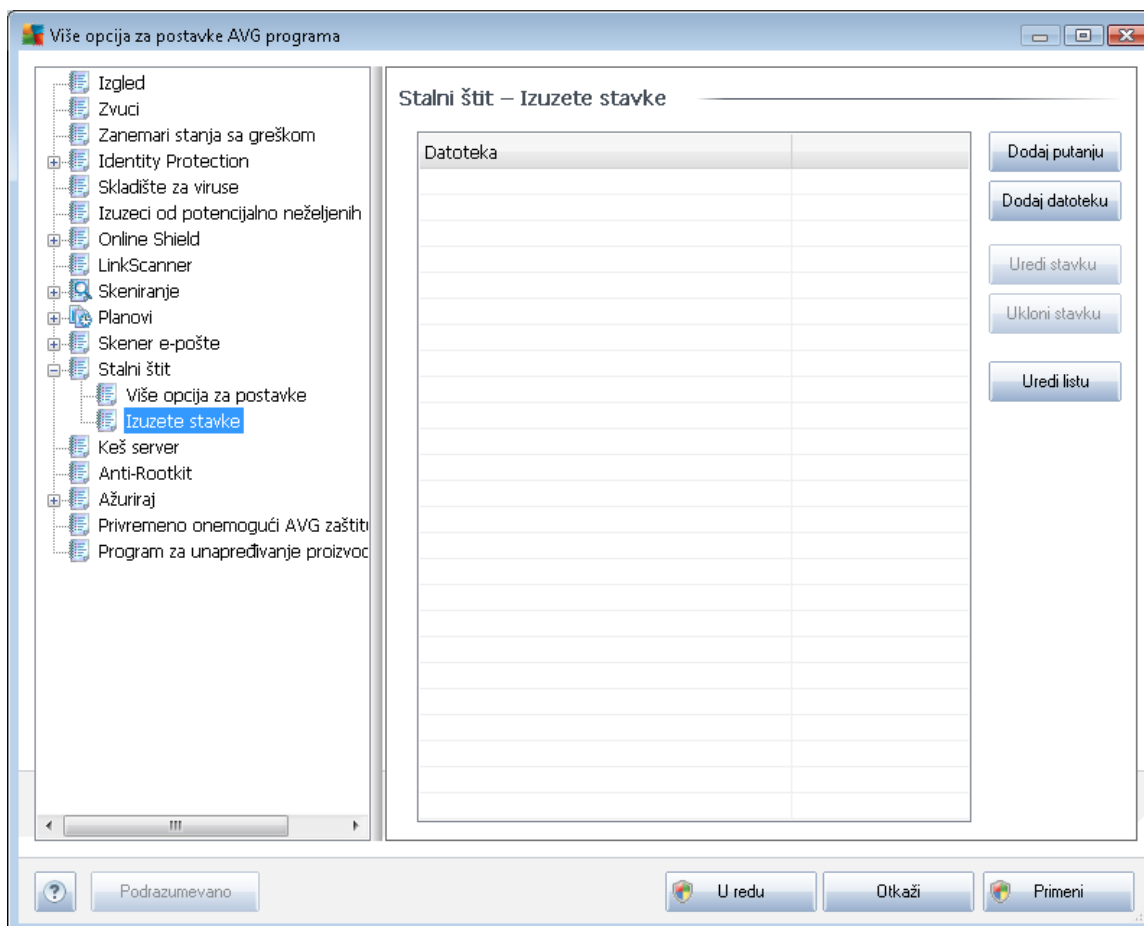 Više opcija za postavke AVG programa
Izgled
Zvuci
Zanemari stanja sa greškom
Identity Protection
Skladište za viruse
Izuzeci od potencijalno neželjenih
Online Shield
LinkScanner
Skeniranje
Planovi
Skener e-pošte
Stalni štit
Više opcija za postavke
Izuzete stavke
Keš server
Anti-Rootkit
Ažuriraj
Privremeno onemogući AVG zaštitu
Program za unapređivanje proizvod
Stalni štit – Izuzete stavke
Datoteka
Dodaj putanju
Dodaj datoteku
Uredi stavku
Ukloni stavku
Uredi listu
Podrazumevano
U redu
Otkaži
Primeni